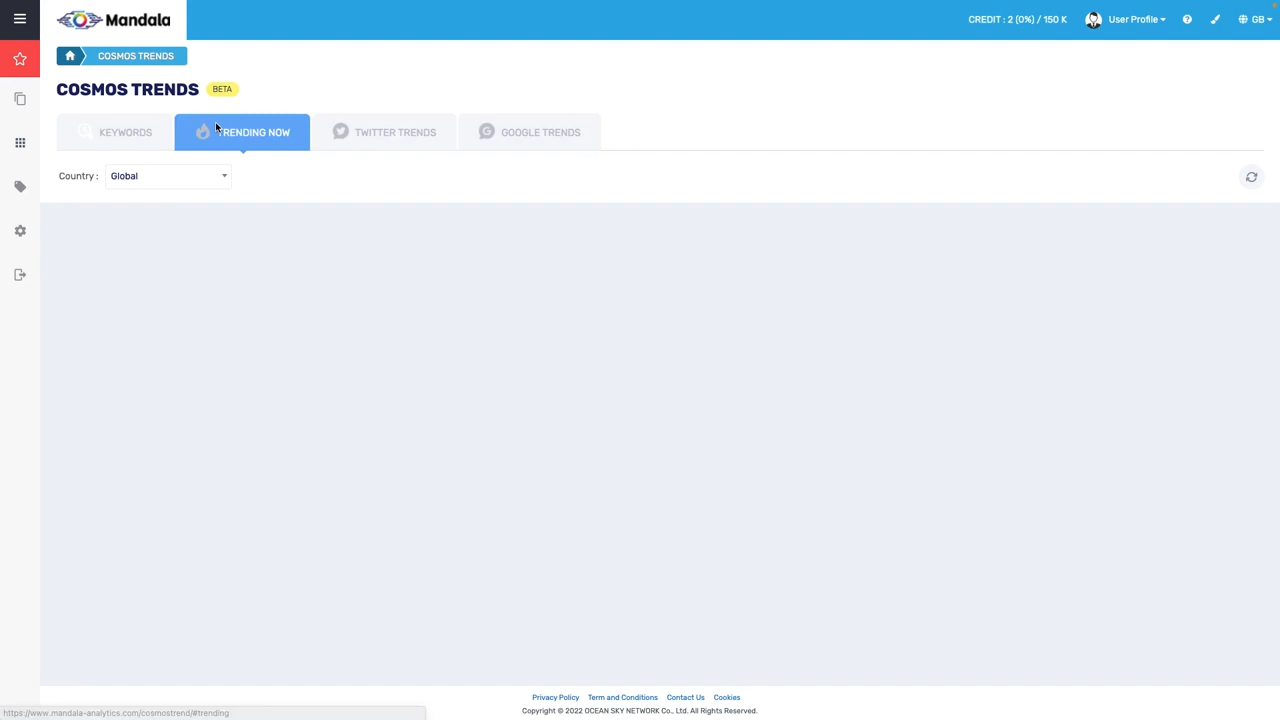 Mandala
CREDIT : 2 (0%) / 150 K
User Profile
GB
COSMOS TRENDS
COSMOS TRENDS
BETA
KEYWORDS
TRENDING NOW
TWITTER TRENDS
GOOGLE TRENDS
Country :
Global
Privacy Policy
Term and Conditions
Contact Us
Cookies
Copyright © 2022 OCEAN SKY NETWORK Co., Ltd. All Rights Reserved.
https://www.mandala-analytics.com/cosmostrend/#trending